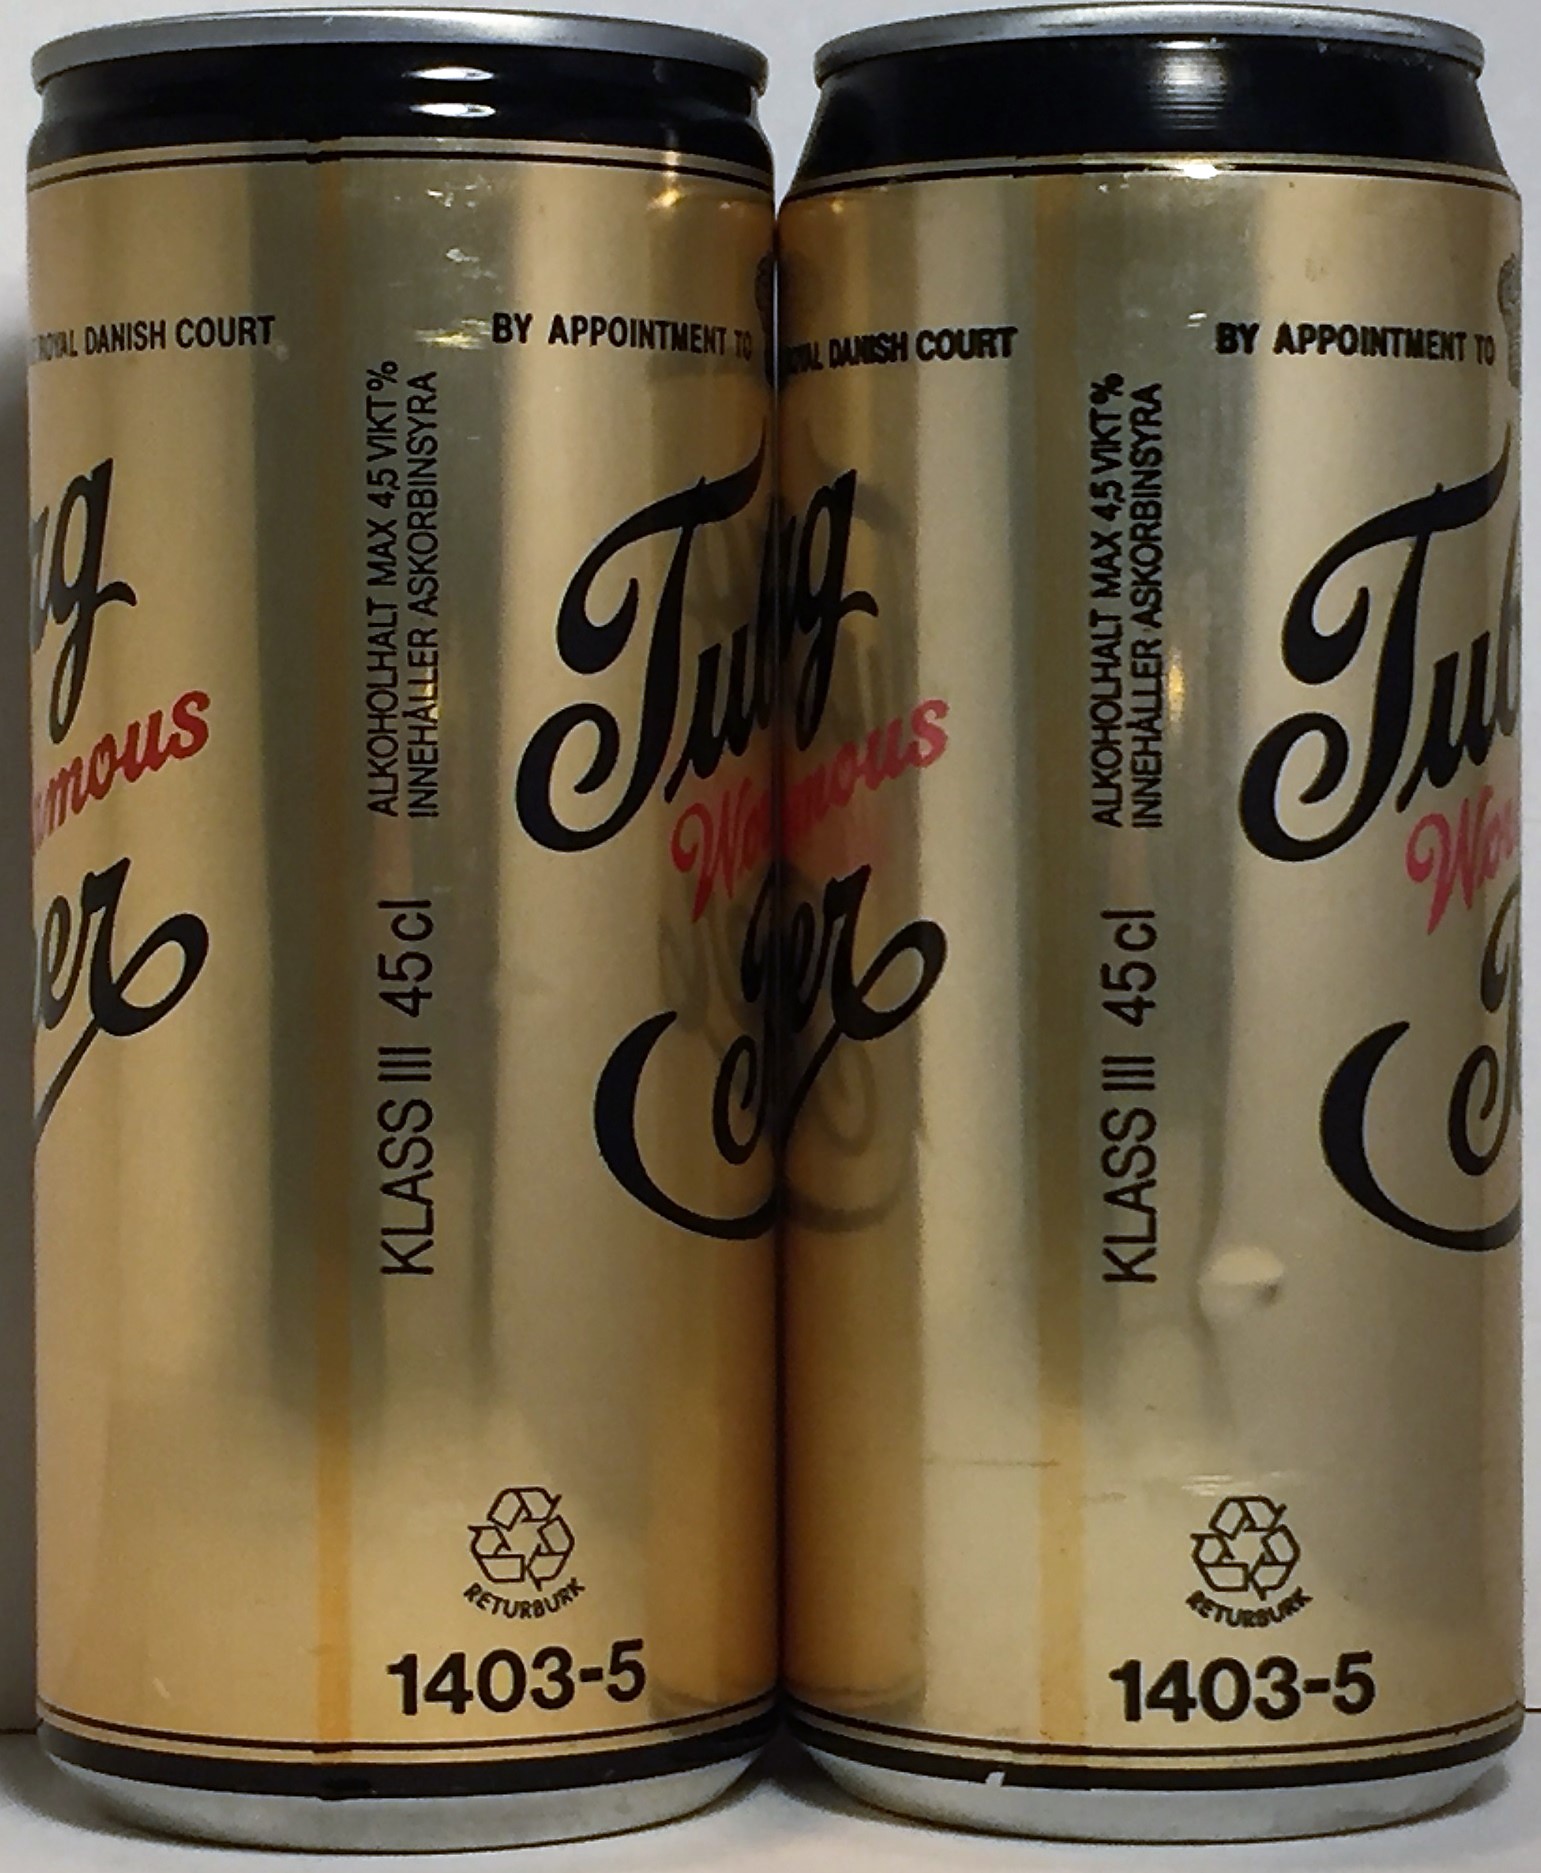 ROYAL DANISH COURT
BY APPOINTMENT TO
ALKOHOLHALT MAX 4,5 VIKT%
INNEHÅLLER ASKORBINSYRA
KLASS III 45 cl
RETURBURK
1403-5
DANISH COURT
BY APPOINTMENT TO
ALKOHOLHALT MAX 4,5 VIKT%
INNEHÅLLER ASKORBINSYRA
KLASS III 45 cl
RETURBURK
1403-5